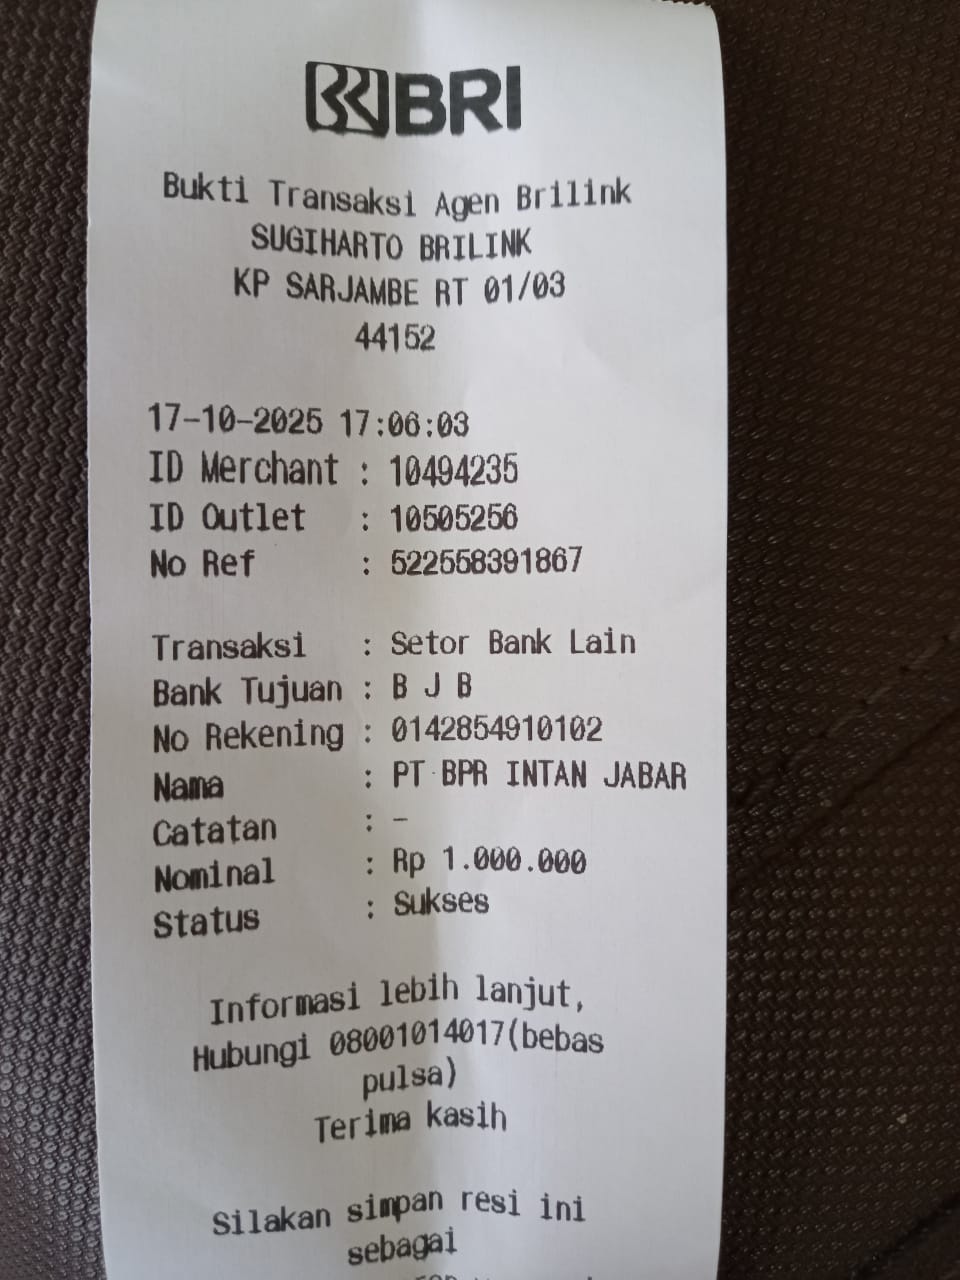 BRI
Bukti Transaksi Agen Brilink
SUGIHARTO BRILINK
KP SARJAMBE RT 01/03
44152
17-10-2025 17:06:03
ID Merchant : 10494235
ID Outlet : 10505256
No Ref : 522558391867
Transaksi : Setor Bank Lain
Bank Tujuan : B J B
No Rekening : 0142854910102
Nama : PT BPR INTAN JABAR
Catatan : -
Nominal : Rp 1.000.000
Status : Sukses
Informasi lebih lanjut,
Hubungi 08001014017(bebas
pulsa)
Terima kasih
Silakan simpan resi ini
sebagai